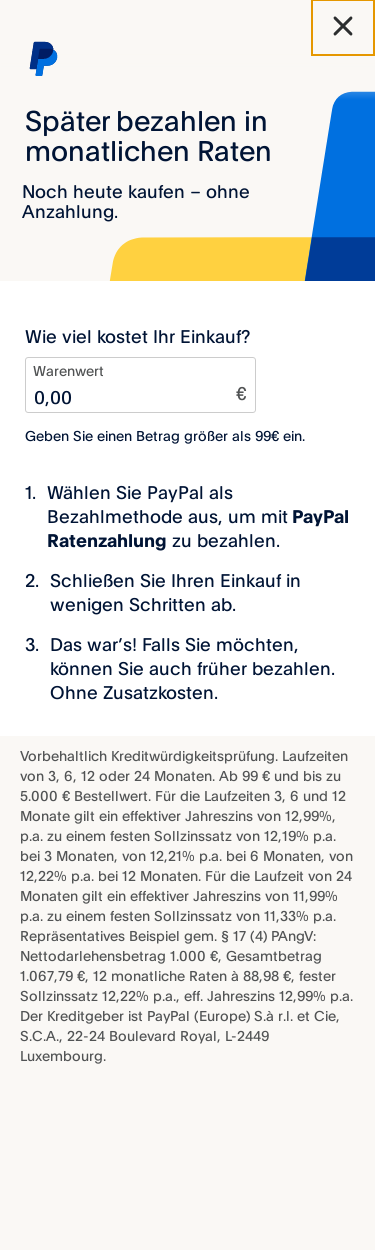 Später bezahlen in
monatlichen Raten
Noch heute kaufen – ohne
Anzahlung.
Wie viel kostet Ihr Einkauf?
Warenwert
0,00 €
Geben Sie einen Betrag größer als 99€ ein.
1. Wählen Sie PayPal als
Bezahlmethode aus, um mit PayPal
Ratenzahlung zu bezahlen.
2. Schließen Sie Ihren Einkauf in
wenigen Schritten ab.
3. Das war’s! Falls Sie möchten,
können Sie auch früher bezahlen.
Ohne Zusatzkosten.
Vorbehaltlich Kreditwürdigkeitsprüfung. Laufzeiten
von 3, 6, 12 oder 24 Monaten. Ab 99 € und bis zu
5.000 € Bestellwert. Für die Laufzeiten 3, 6 und 12
Monate gilt ein effektiver Jahreszins von 12,99%,
p.a. zu einem festen Sollzinssatz von 12,19% p.a.
bei 3 Monaten, von 12,21% p.a. bei 6 Monaten, von
12,22% p.a. bei 12 Monaten. Für die Laufzeit von 24
Monaten gilt ein effektiver Jahreszins von 11,99%
p.a. zu einem festen Sollzinssatz von 11,33% p.a.
Repräsentatives Beispiel gem. § 17 (4) PAngV:
Nettodarlehensbetrag 1.000 €, Gesamtbetrag
1.067,79 €, 12 monatliche Raten à 88,98 €, fester
Sollzinssatz 12,22% p.a., eff. Jahreszins 12,99% p.a.
Der Kreditgeber ist PayPal (Europe) S.à r.l. et Cie,
S.C.A., 22-24 Boulevard Royal, L-2449
Luxembourg.